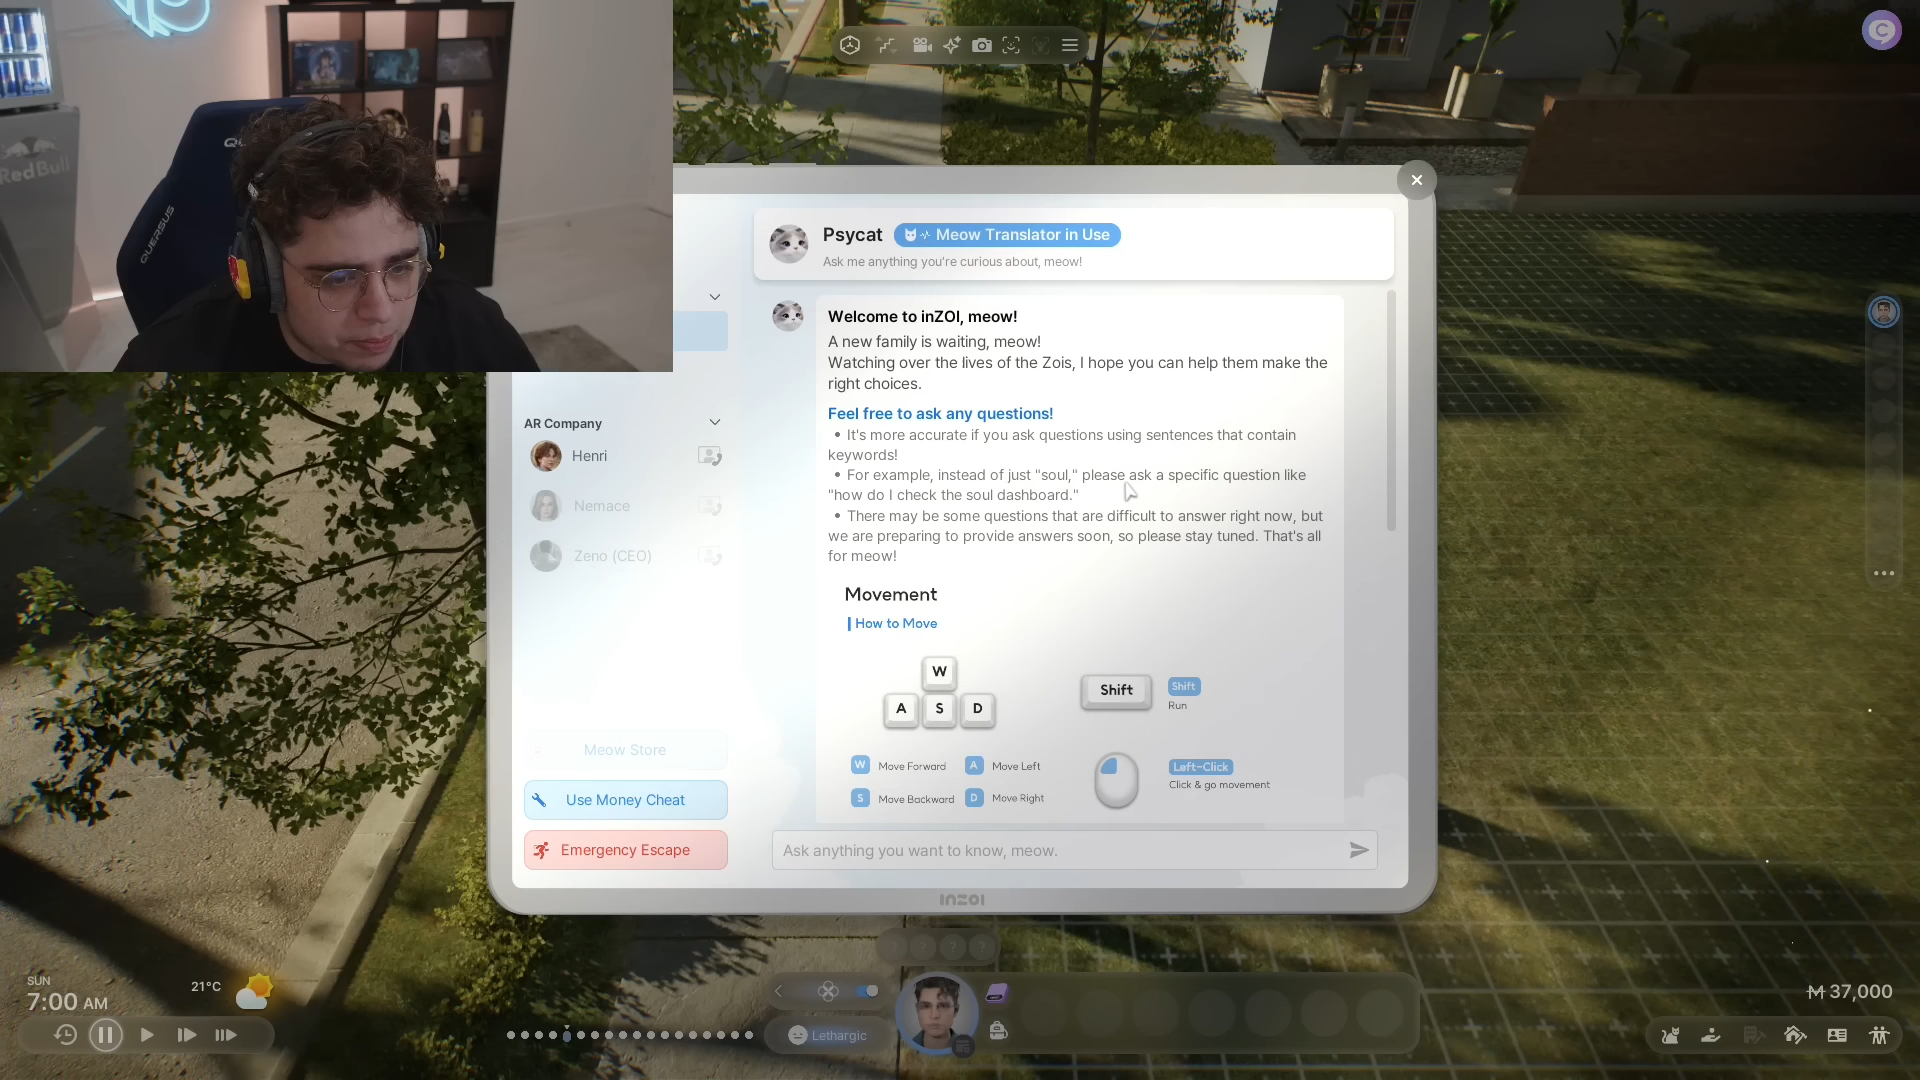 RedBull
QUERSUS
Psycat
Meow Translator in Use
Ask me anything you're curious about, meow!
Welcome to inZOI, meow!
A new family is waiting, meow!
Watching over the lives of the Zois, I hope you can help them make the
right choices.
Feel free to ask any questions!
• It's more accurate if you ask questions using sentences that contain
keywords!
• For example, instead of just "soul," please ask a specific question like
"how do I check the soul dashboard."
• There may be some questions that are difficult to answer right now, but
we are preparing to provide answers soon, so please stay tuned. That's all
for meow!
Movement
How to Move
W
A S D
Shift
Shift
Run
W Move Forward A Move Left
S Move Backward D Move Right
Left-Click
Click & go movement
Ask anything you want to know, meow.
AR Company
Henri
Nemace
Zeno (CEO)
Meow Store
Use Money Cheat
Emergency Escape
inZOI
SUN
7:00 AM
21°C
Lethargic
? ? ?
37,000